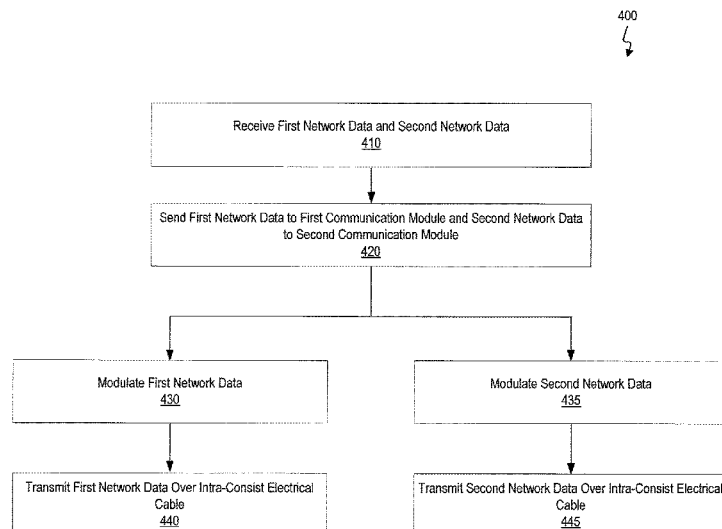 400
Receive First Network Data and Second Network Data
410
Send First Network Data to First Communication Module and Second Network Data
to Second Communication Module
420
Modulate First Network Data
430
Modulate Second Network Data
435
Transmit First Network Data Over Intra-Consist Electrical
Cable
440
Transmit Second Network Data Over Intra-Consist Electrical
Cable
445